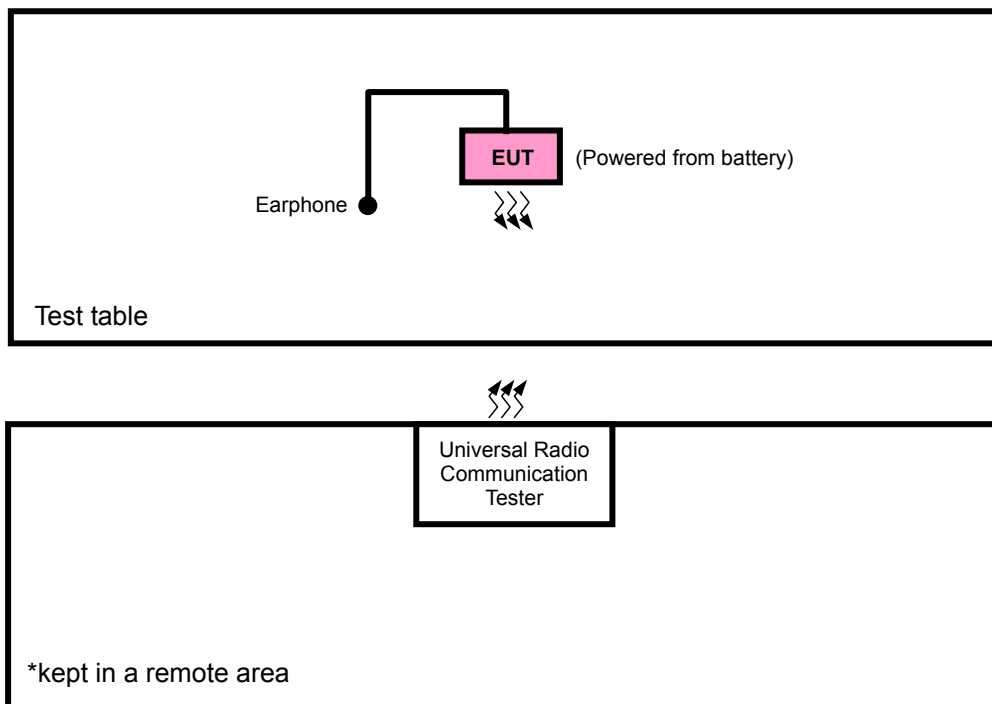 EUT
(Powered from battery)
Earphone
Test table
Universal Radio
Communication
Tester
*kept in a remote area